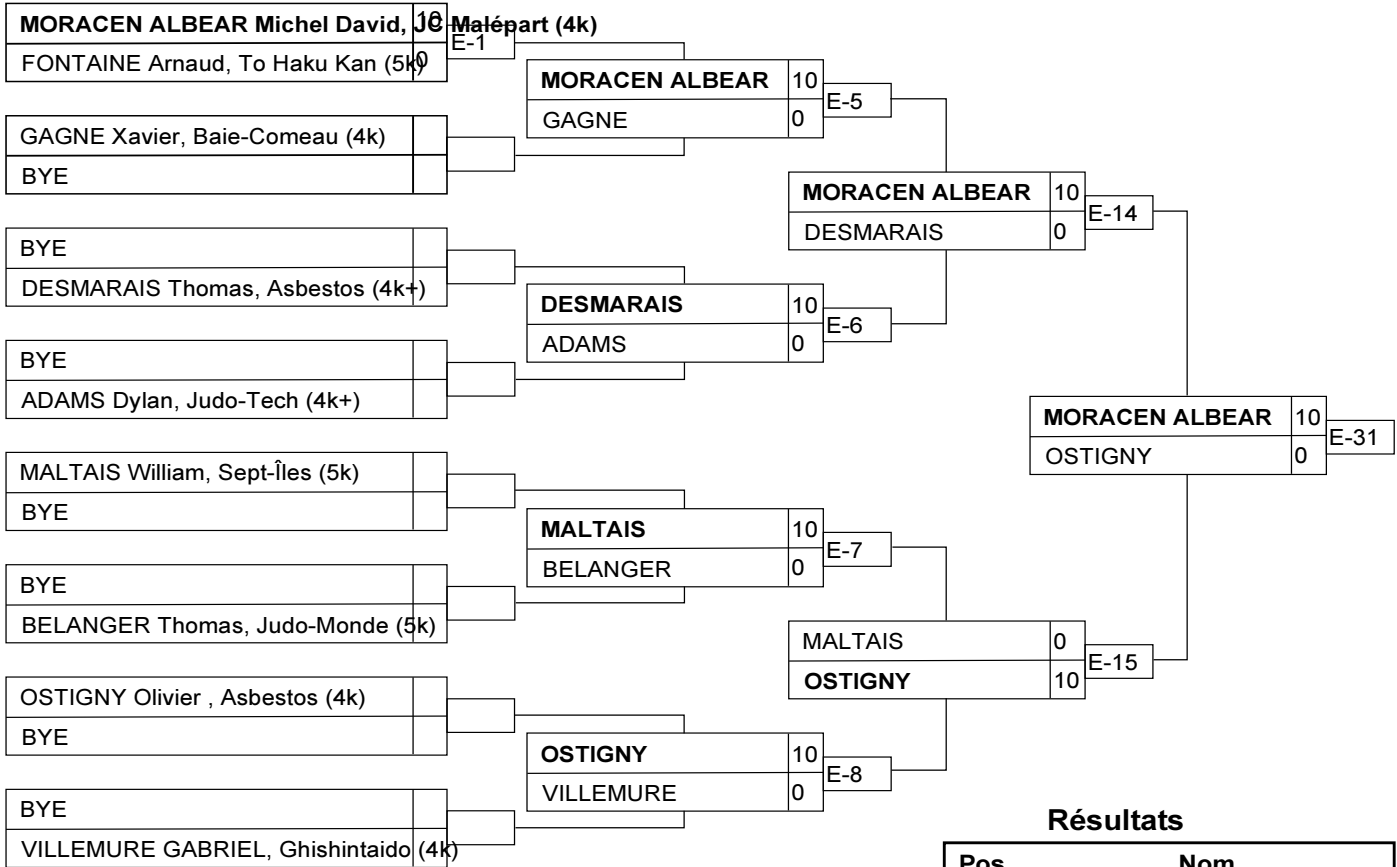 MORACEN ALBEAR Michel David, JC Malépart (4k) 10
FONTAINE Arnaud, To Haku Kan (5k) 0
E-1
GAGNE Xavier, Baie-Comeau (4k)
BYE
BYE
DESMARAIS Thomas, Asbestos (4k+)
BYE
ADAMS Dylan, Judo-Tech (4k+)
MALTAIS William, Sept-Îles (5k)
BYE
BYE
BELANGER Thomas, Judo-Monde (5k)
OSTIGNY Olivier , Asbestos (4k)
BYE
BYE
VILLEMURE GABRIEL, Ghishintaido (4k)
MORACEN ALBEAR 10
GAGNE 0
E-5
DESMARAIS 10
ADAMS 0
E-6
MALTAIS 10
BELANGER 0
E-7
OSTIGNY 10
VILLEMURE 0
E-8
MORACEN ALBEAR 10
DESMARAIS 0
E-14
MALTAIS 0
OSTIGNY 10
E-15
MORACEN ALBEAR 10
OSTIGNY 0
E-31
Résultats
Pos Nom